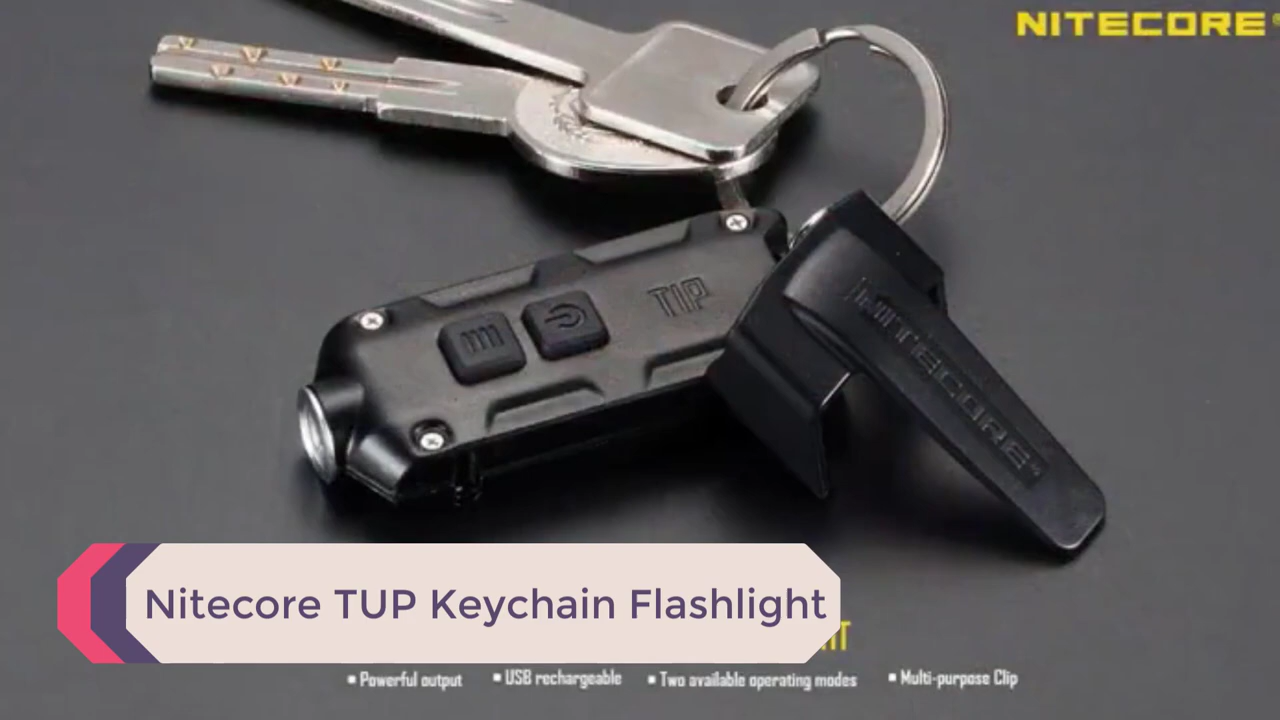 NITECORE
TIP
NITECORE
Nitecore TUP Keychain Flashlight
▪ Powerful output ▪ USB rechargeable ▪ Two available operating modes ▪ Multi-purpose Clip